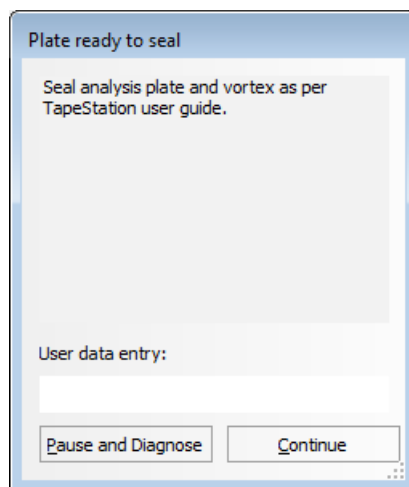 Plate ready to seal
Seal analysis plate and vortex as per
TapeStation user guide.
User data entry:
Pause and Diagnose
Continue